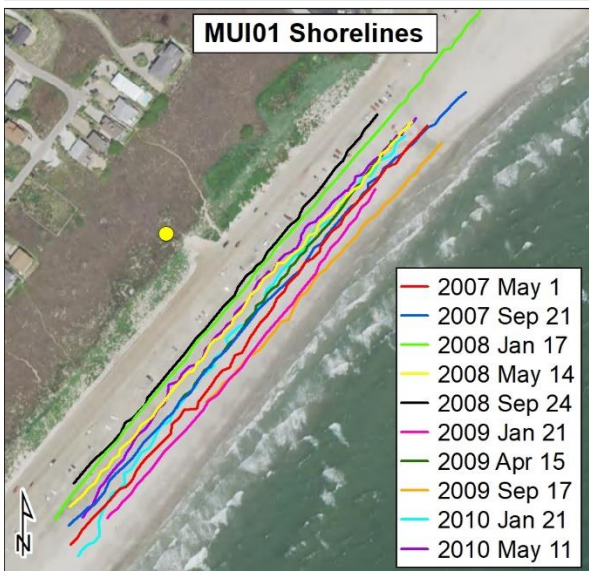 MUI01 Shorelines
2007 May 1
2007 Sep 21
2008 Jan 17
2008 May 14
2008 Sep 24
2009 Jan 21
2009 Apr 15
2009 Sep 17
2010 Jan 21
2010 May 11
N